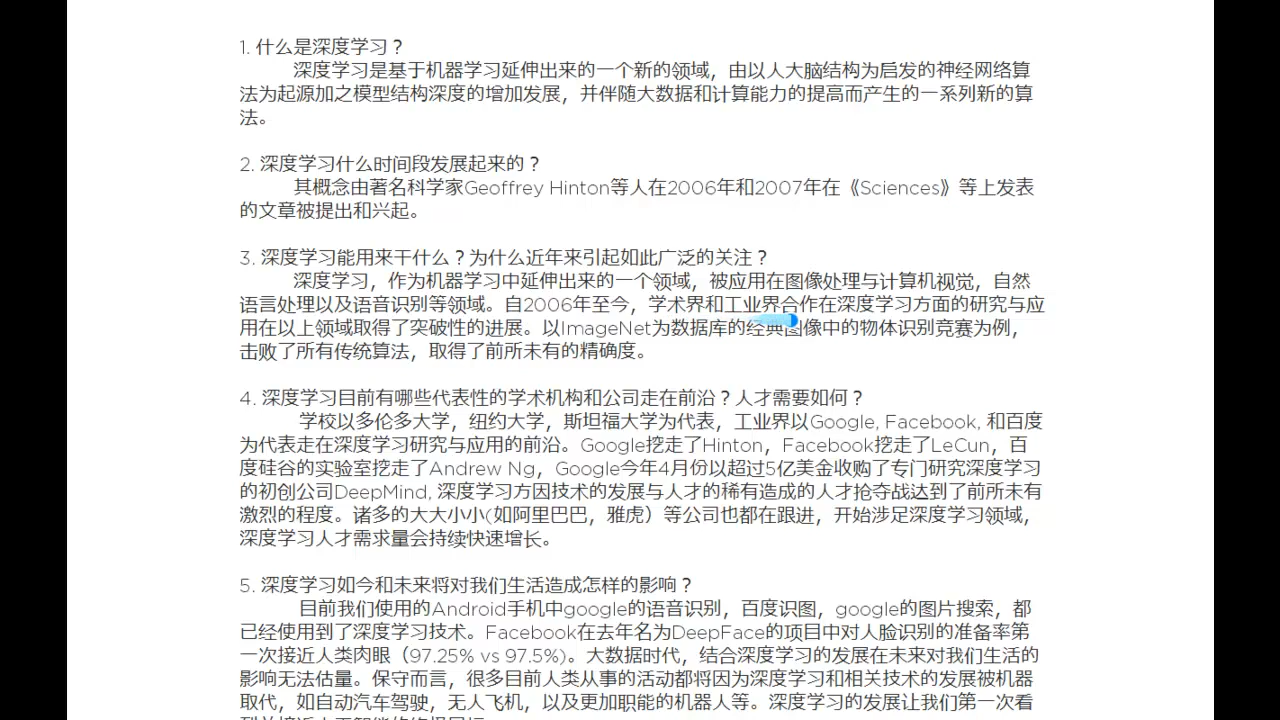 1. 什么是深度学习？
深度学习是基于机器学习延伸出来的一个新的领域，由以人大脑结构为启发的神经网络算
法为起源加之模型结构深度的增加发展，并伴随大数据和计算能力的提高而产生的一系列新的算
法。
2. 深度学习什么时间段发展起来的？
其概念由著名科学家Geoffrey Hinton等人在2006年和2007年在《Sciences》等上发表
的文章被提出和兴起。
3. 深度学习能用来干什么？为什么近年来引起如此广泛的关注？
深度学习，作为机器学习中延伸出来的一个领域，被应用在图像处理与计算机视觉，自然
语言处理以及语音识别等领域。自2006年至今，学术界和工业界合作在深度学习方面的研究与应
用在以上领域取得了突破性的进展。以ImageNet为数据库的经典图像中的物体识别竞赛为例，
击败了所有传统算法，取得了前所未有的精确度。
4. 深度学习目前有哪些代表性的学术机构和公司走在前沿？人才需要如何？
学校以多伦多大学，纽约大学，斯坦福大学为代表，工业界以Google, Facebook, 和百度
为代表走在深度学习研究与应用的前沿。Google挖走了Hinton，Facebook挖走了LeCun，百
度硅谷的实验室挖走了Andrew Ng，Google今年4月份以超过5亿美金收购了专门研究深度学习
的初创公司DeepMind, 深度学习方因技术的发展与人才的稀有造成的人才抢夺战达到了前所未有
激烈的程度。诸多的大大小小(如阿里巴巴，雅虎）等公司也都在跟进，开始涉足深度学习领域，
深度学习人才需求量会持续快速增长。
5. 深度学习如今和未来将对我们生活造成怎样的影响？
目前我们使用的Android手机中google的语音识别，百度识图，google的图片搜索，都
已经使用到了深度学习技术。Facebook在去年名为DeepFace的项目中对人脸识别的准备率第
一次接近人类肉眼（97.25% vs 97.5%)。大数据时代，结合深度学习的发展在未来对我们生活的
影响无法估量。保守而言，很多目前人类从事的活动都将因为深度学习和相关技术的发展被机器
取代，如自动汽车驾驶，无人飞机，以及更加职能的机器人等。深度学习的发展让我们第一次看